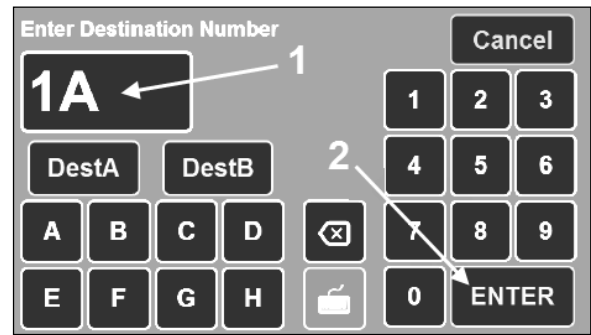 Enter Destination Number
Cancel
1
1A
1 2 3
DestA DestB
2
4 5 6
A B C D
7 8 9
E F G H
0 ENTER